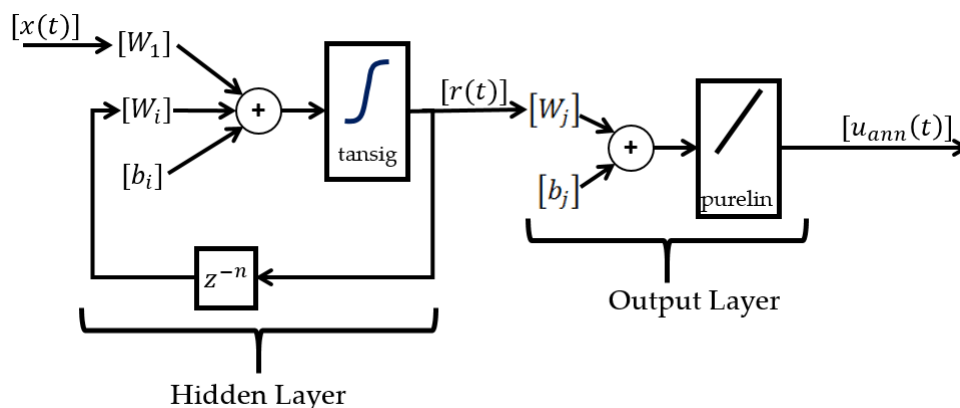 [x(t)]
[W₁]
[Wᵢ]
[bᵢ]
+
tansig
[r(t)]
z⁻ⁿ
Hidden Layer
[Wⱼ]
[bⱼ]
+
purelin
[uₐₙₙ(t)]
Output Layer